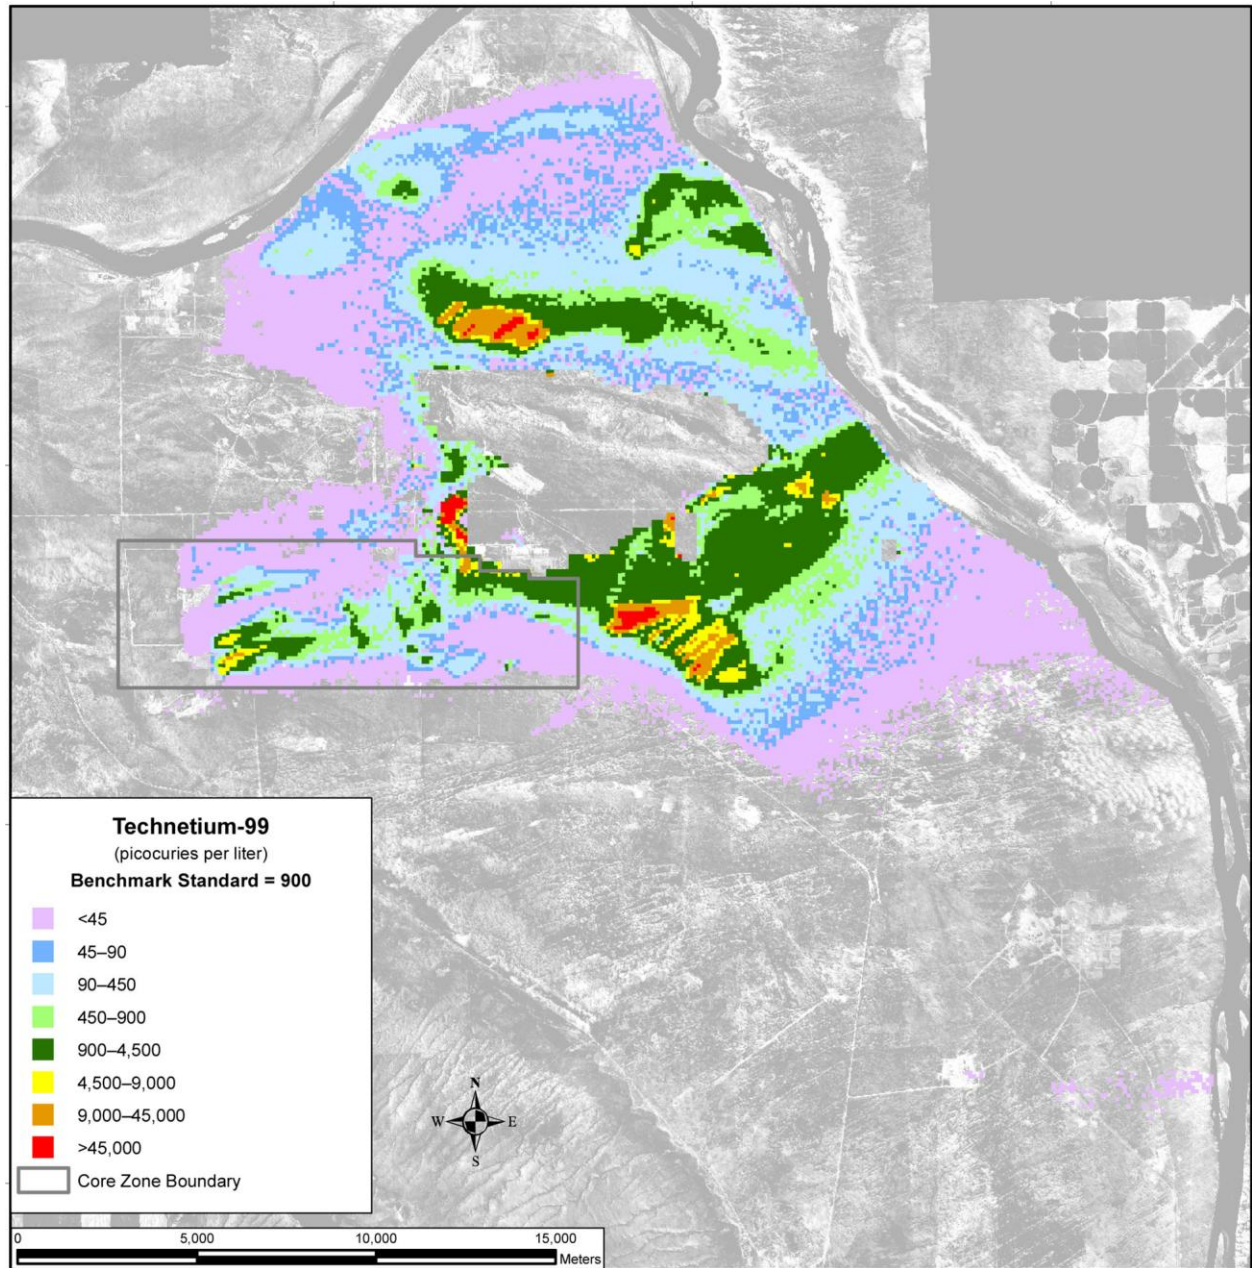 Technetium-99
(picocuries per liter)
Benchmark Standard = 900
<45
45–90
90–450
450–900
900–4,500
4,500–9,000
9,000–45,000
>45,000
Core Zone Boundary
N
W E
S
0 5,000 10,000 15,000
Meters